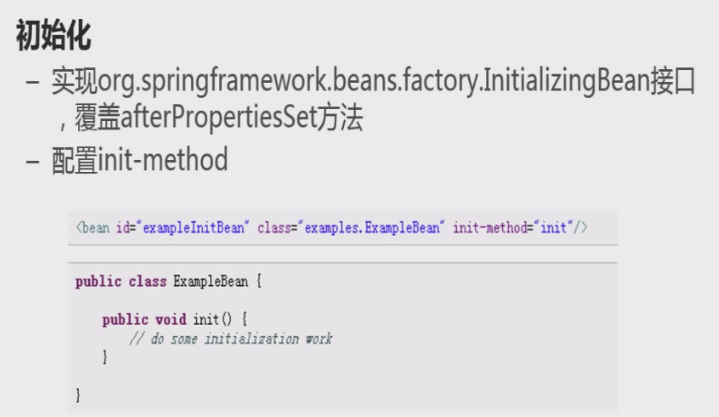 初始化
– 实现org.springframework.beans.factory.InitializingBean接口
，覆盖afterPropertiesSet方法
– 配置init-method
<bean id="exampleInitBean" class="examples.ExampleBean" init-method="init"/>
public class ExampleBean {
public void init() {
// do some initialization work
}
}